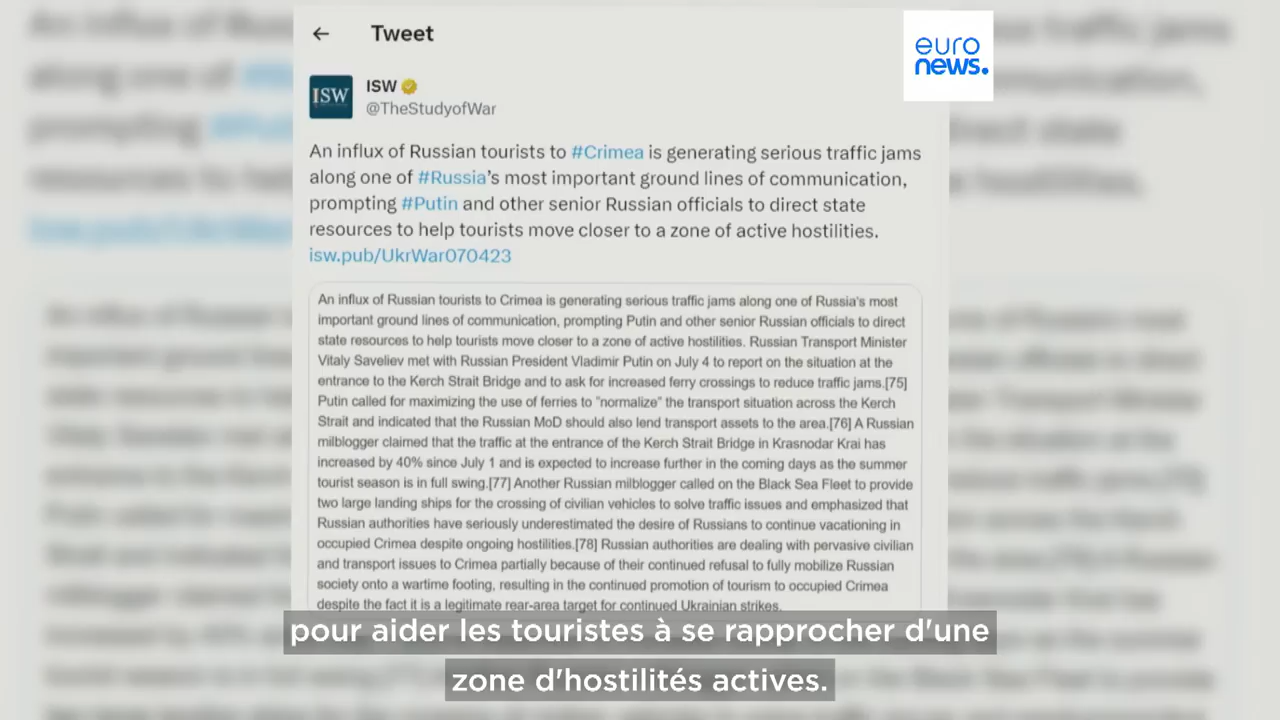 ← Tweet
euro
news.
ISW
ISW
@TheStudyofWar
An influx of Russian tourists to #Crimea is generating serious traffic jams
along one of #Russia's most important ground lines of communication,
prompting #Putin and other senior Russian officials to direct state
resources to help tourists move closer to a zone of active hostilities.
isw.pub/UkrWar070423
An influx of Russian tourists to Crimea is generating serious traffic jams along one of Russia's most
important ground lines of communication, prompting Putin and other senior Russian officials to direct
state resources to help tourists move closer to a zone of active hostilities. Russian Transport Minister
Vitaly Saveliev met with Russian President Vladimir Putin on July 4 to report on the situation at the
entrance to the Kerch Strait Bridge and to ask for increased ferry crossings to reduce traffic jams.[75]
Putin called for maximizing the use of ferries to "normalize" the transport situation across the Kerch
Strait and indicated that the Russian MoD should also lend transport assets to the area.[76] A Russian
milblogger claimed that the traffic at the entrance of the Kerch Strait Bridge in Krasnodar Krai has
increased by 40% since July 1 and is expected to increase further in the coming days as the summer
tourist season is in full swing.[77] Another Russian milblogger called on the Black Sea Fleet to provide
two large landing ships for the crossing of civilian vehicles to solve traffic issues and emphasized that
Russian authorities have seriously underestimated the desire of Russians to continue vacationing in
occupied Crimea despite ongoing hostilities.[78] Russian authorities are dealing with pervasive civilian
and transport issues to Crimea partially because of their continued refusal to fully mobilize Russian
society onto a wartime footing, resulting in the continued promotion of tourism to occupied Crimea
despite the fact it is a legitimate rear-area target for continued Ukrainian strikes.
pour aider les touristes à se rapprocher d'une
zone d'hostilités actives.